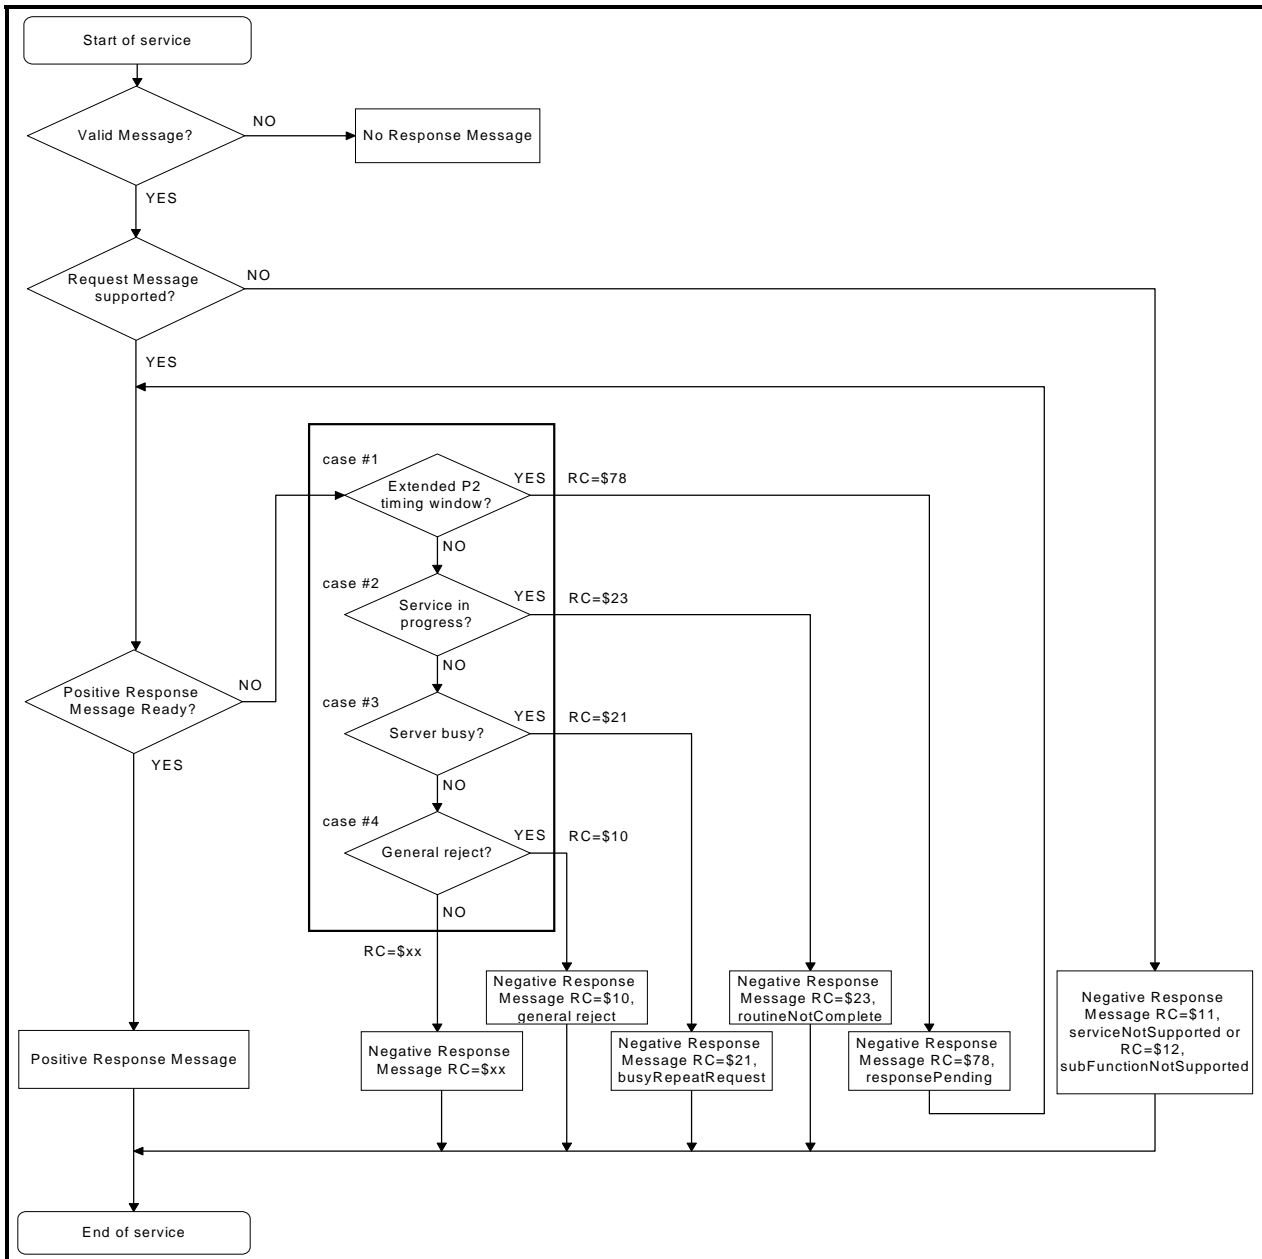 Start of service
Valid Message?
NO
No Response Message
YES
Request Message
supported?
NO
YES
case #1
Extended P2
timing window?
YES
RC=$78
NO
case #2
Service in
progress?
YES
RC=$23
NO
Positive Response
Message Ready?
NO
YES
case #3
Server busy?
YES
RC=$21
NO
case #4
General reject?
YES
RC=$10
NO
RC=$xx
Negative Response
Message RC=$10,
general reject
Negative Response
Message RC=$23,
routineNotComplete
Negative Response
Message RC=$11,
serviceNotSupported or
RC=$12,
subFunctionNotSupported
Positive Response Message
Negative Response
Message RC=$xx
Negative Response
Message RC=$21,
busyRepeatRequest
Negative Response
Message RC=$78,
responsePending
End of service